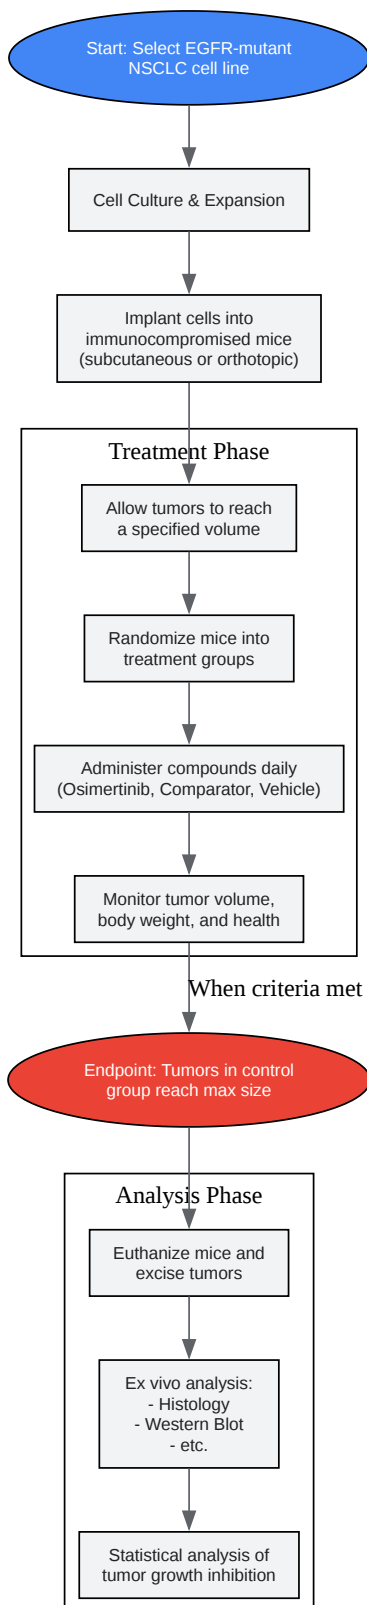 Start: Select EGFR-mutant
NSCLC cell line
Cell Culture & Expansion
Implant cells into
immunocompromised mice
(subcutaneous or orthotopic)
Treatment Phase
Allow tumors to reach
a specified volume
Randomize mice into
treatment groups
Administer compounds daily
(Osimertinib, Comparator, Vehicle)
Monitor tumor volume,
body weight, and health
When criteria met
Endpoint: Tumors in control
group reach max size
Analysis Phase
Euthanize mice and
excise tumors
Ex vivo analysis:
- Histology
- Western Blot
- etc.
Statistical analysis of
tumor growth inhibition